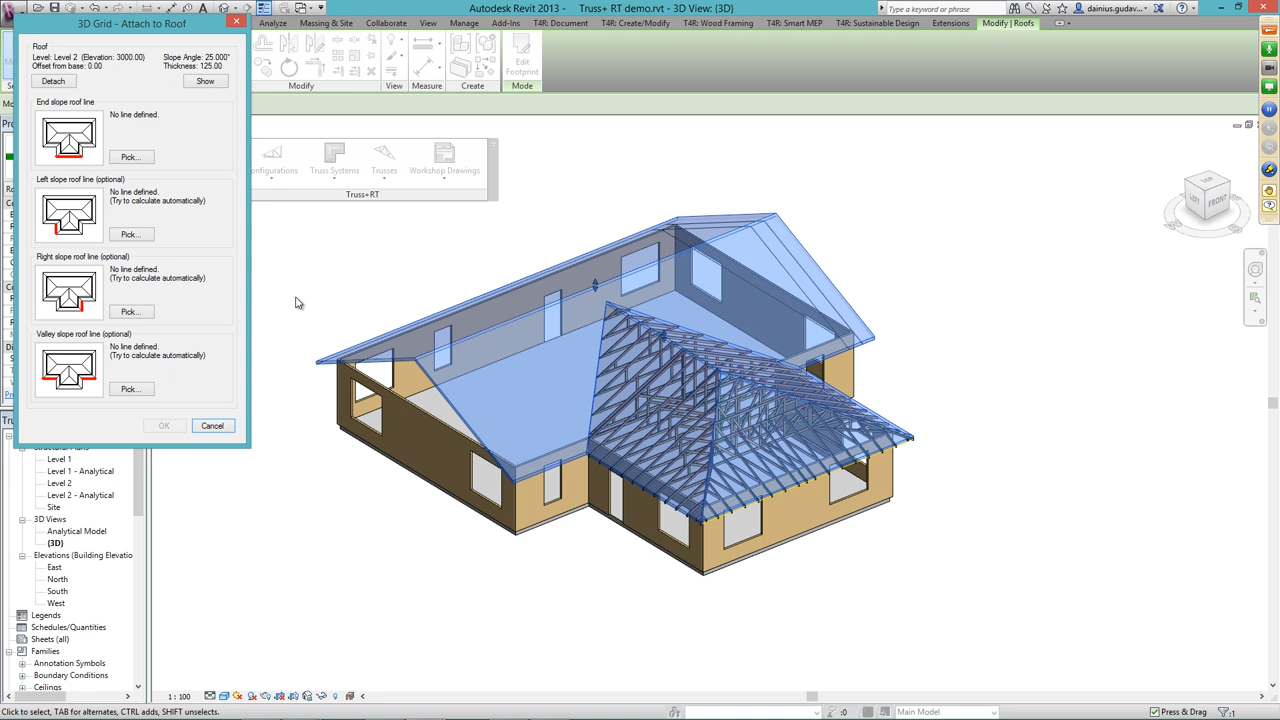 3D Grid - Attach to Roof
Autodesk Revit 2013 - Truss+ RT demo.rvt - 3D View: {3D}
Type a keyword or phrase
dainius.gudav...
Analyze
Massing & Site
Collaborate
View
Manage
Add-Ins
T4R: Document
T4R: Create/Modify
T4R: Wood Framing
T4R: Smart MEP
T4R: Sustainable Design
Extensions
Modify | Roofs
Roof
Level: Level 2 (Elevation: 3000.00)
Slope Angle: 25.000°
Offset from base: 0.00
Thickness: 125.00
Detach
Show
Edit
Footprint
Modify
View
Measure
Create
Mode
End slope roof line
No line defined.
Pick...
Left slope roof line (optional)
No line defined.
(Try to calculate automatically)
Pick...
Right slope roof line (optional)
No line defined.
(Try to calculate automatically)
Pick...
Valley slope roof line (optional)
No line defined.
(Try to calculate automatically)
Pick...
OK
Cancel
onfigurations
Truss Systems
Trusses
Workshop Drawings
Truss+RT
TOP
LEFT
FRONT
Level 1
Level 1 - Analytical
Level 2
Level 2 - Analytical
Site
3D Views
Analytical Model
{3D}
Elevations (Building Elevatio
East
North
South
West
Legends
Schedules/Quantities
Sheets (all)
Families
Annotation Symbols
Boundary Conditions
Ceilings
1 : 100
Click to select, TAB for alternates, CTRL adds, SHIFT unselects.
:0
Main Model
Press & Drag
:1